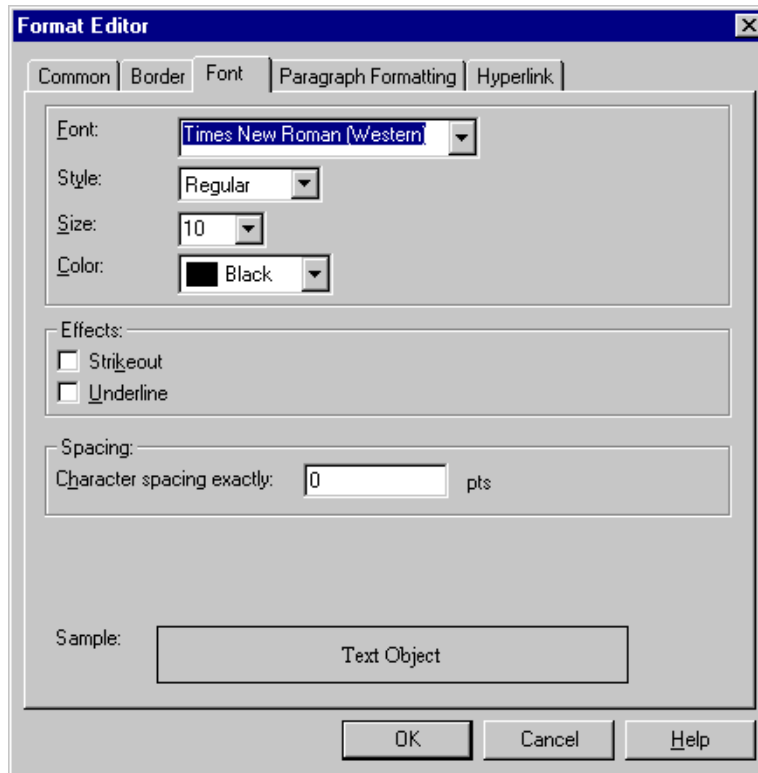 Format Editor
Common Border Font Paragraph Formatting Hyperlink
Font: Times New Roman (Western)
Style: Regular
Size: 10
Color: Black
Effects:
Strikeout
Underline
Spacing:
Character spacing exactly: 0 pts
Sample: Text Object
OK Cancel Help